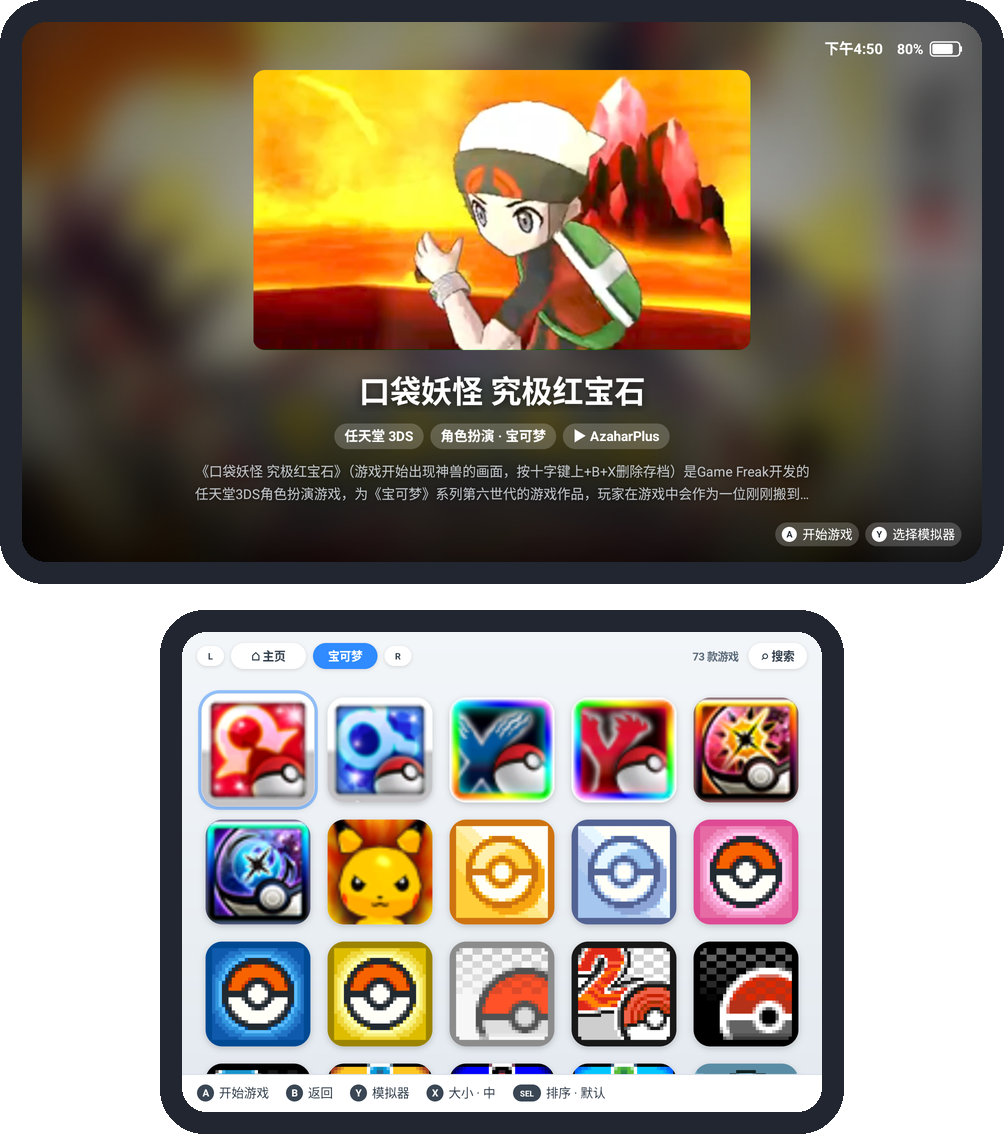 下午4:50 80%
口袋妖怪 究极红宝石
任天堂 3DS 角色扮演 · 宝可梦 ▶ AzaharPlus
《口袋妖怪 究极红宝石》（游戏开始出现神兽的画面，按十字键上+B+X删除存档）是Game Freak开发的
任天堂3DS角色扮演游戏，为《宝可梦》系列第六世代的游戏作品，玩家在游戏中会作为一位刚刚搬到...
A 开始游戏 Y 选择模拟器
L 主页 宝可梦 R 73 款游戏 搜索
2
A 开始游戏 B 返回 Y 模拟器 X 大小 · 中 SEL 排序 · 默认